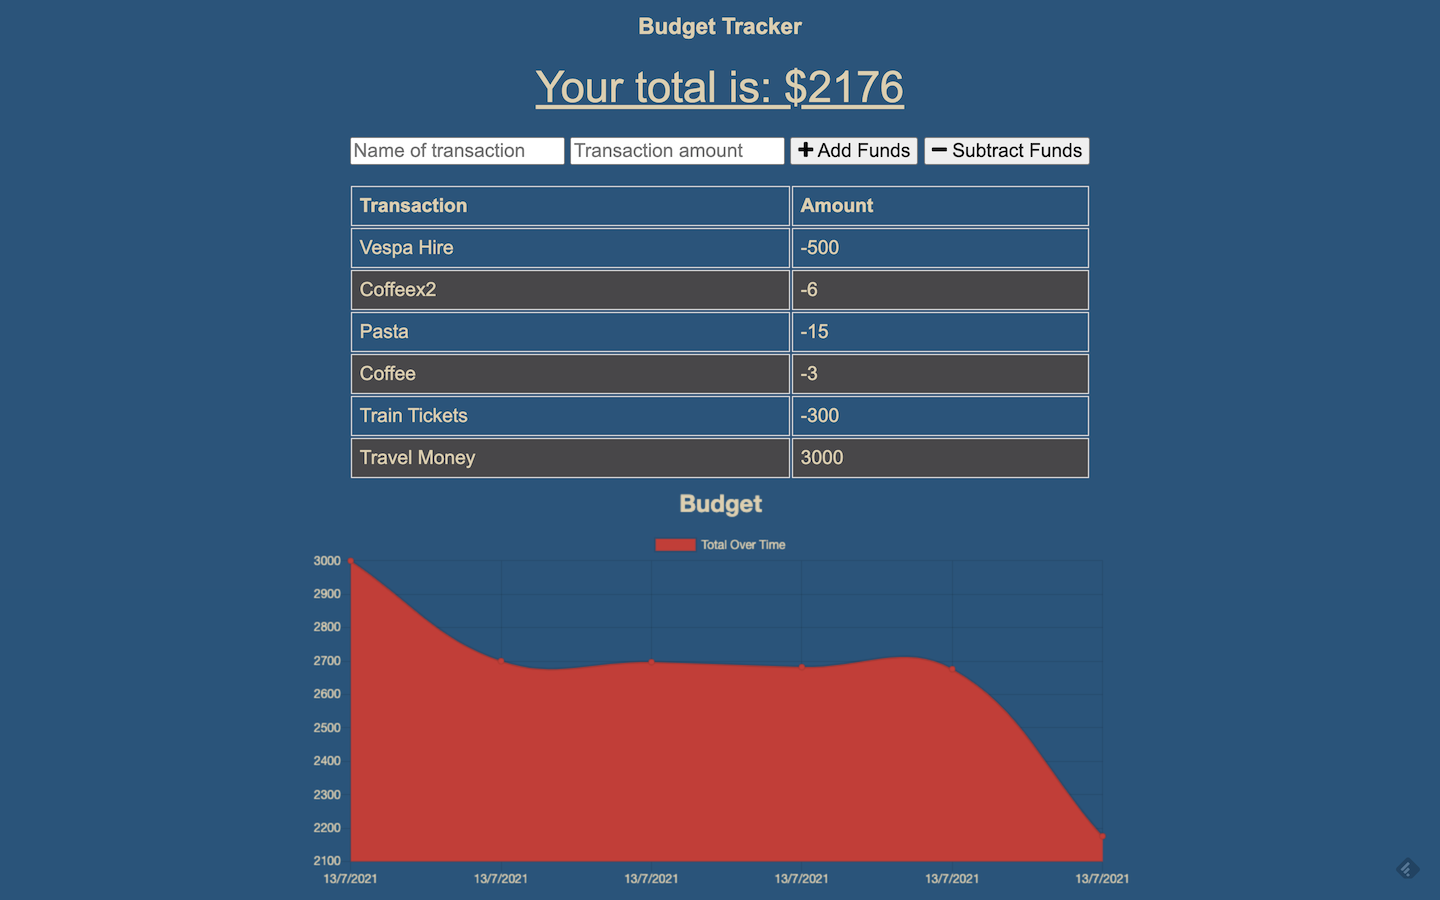 Budget Tracker
Your total is: $2176
Name of transaction Transaction amount Add Funds Subtract Funds
Transaction Amount
Vespa Hire -500
Coffeex2 -6
Pasta -15
Coffee -3
Train Tickets -300
Travel Money 3000
Budget
Total Over Time
3000
2900
2800
2700
2600
2500
2400
2300
2200
2100
13/7/2021 13/7/2021 13/7/2021 13/7/2021 13/7/2021 13/7/2021